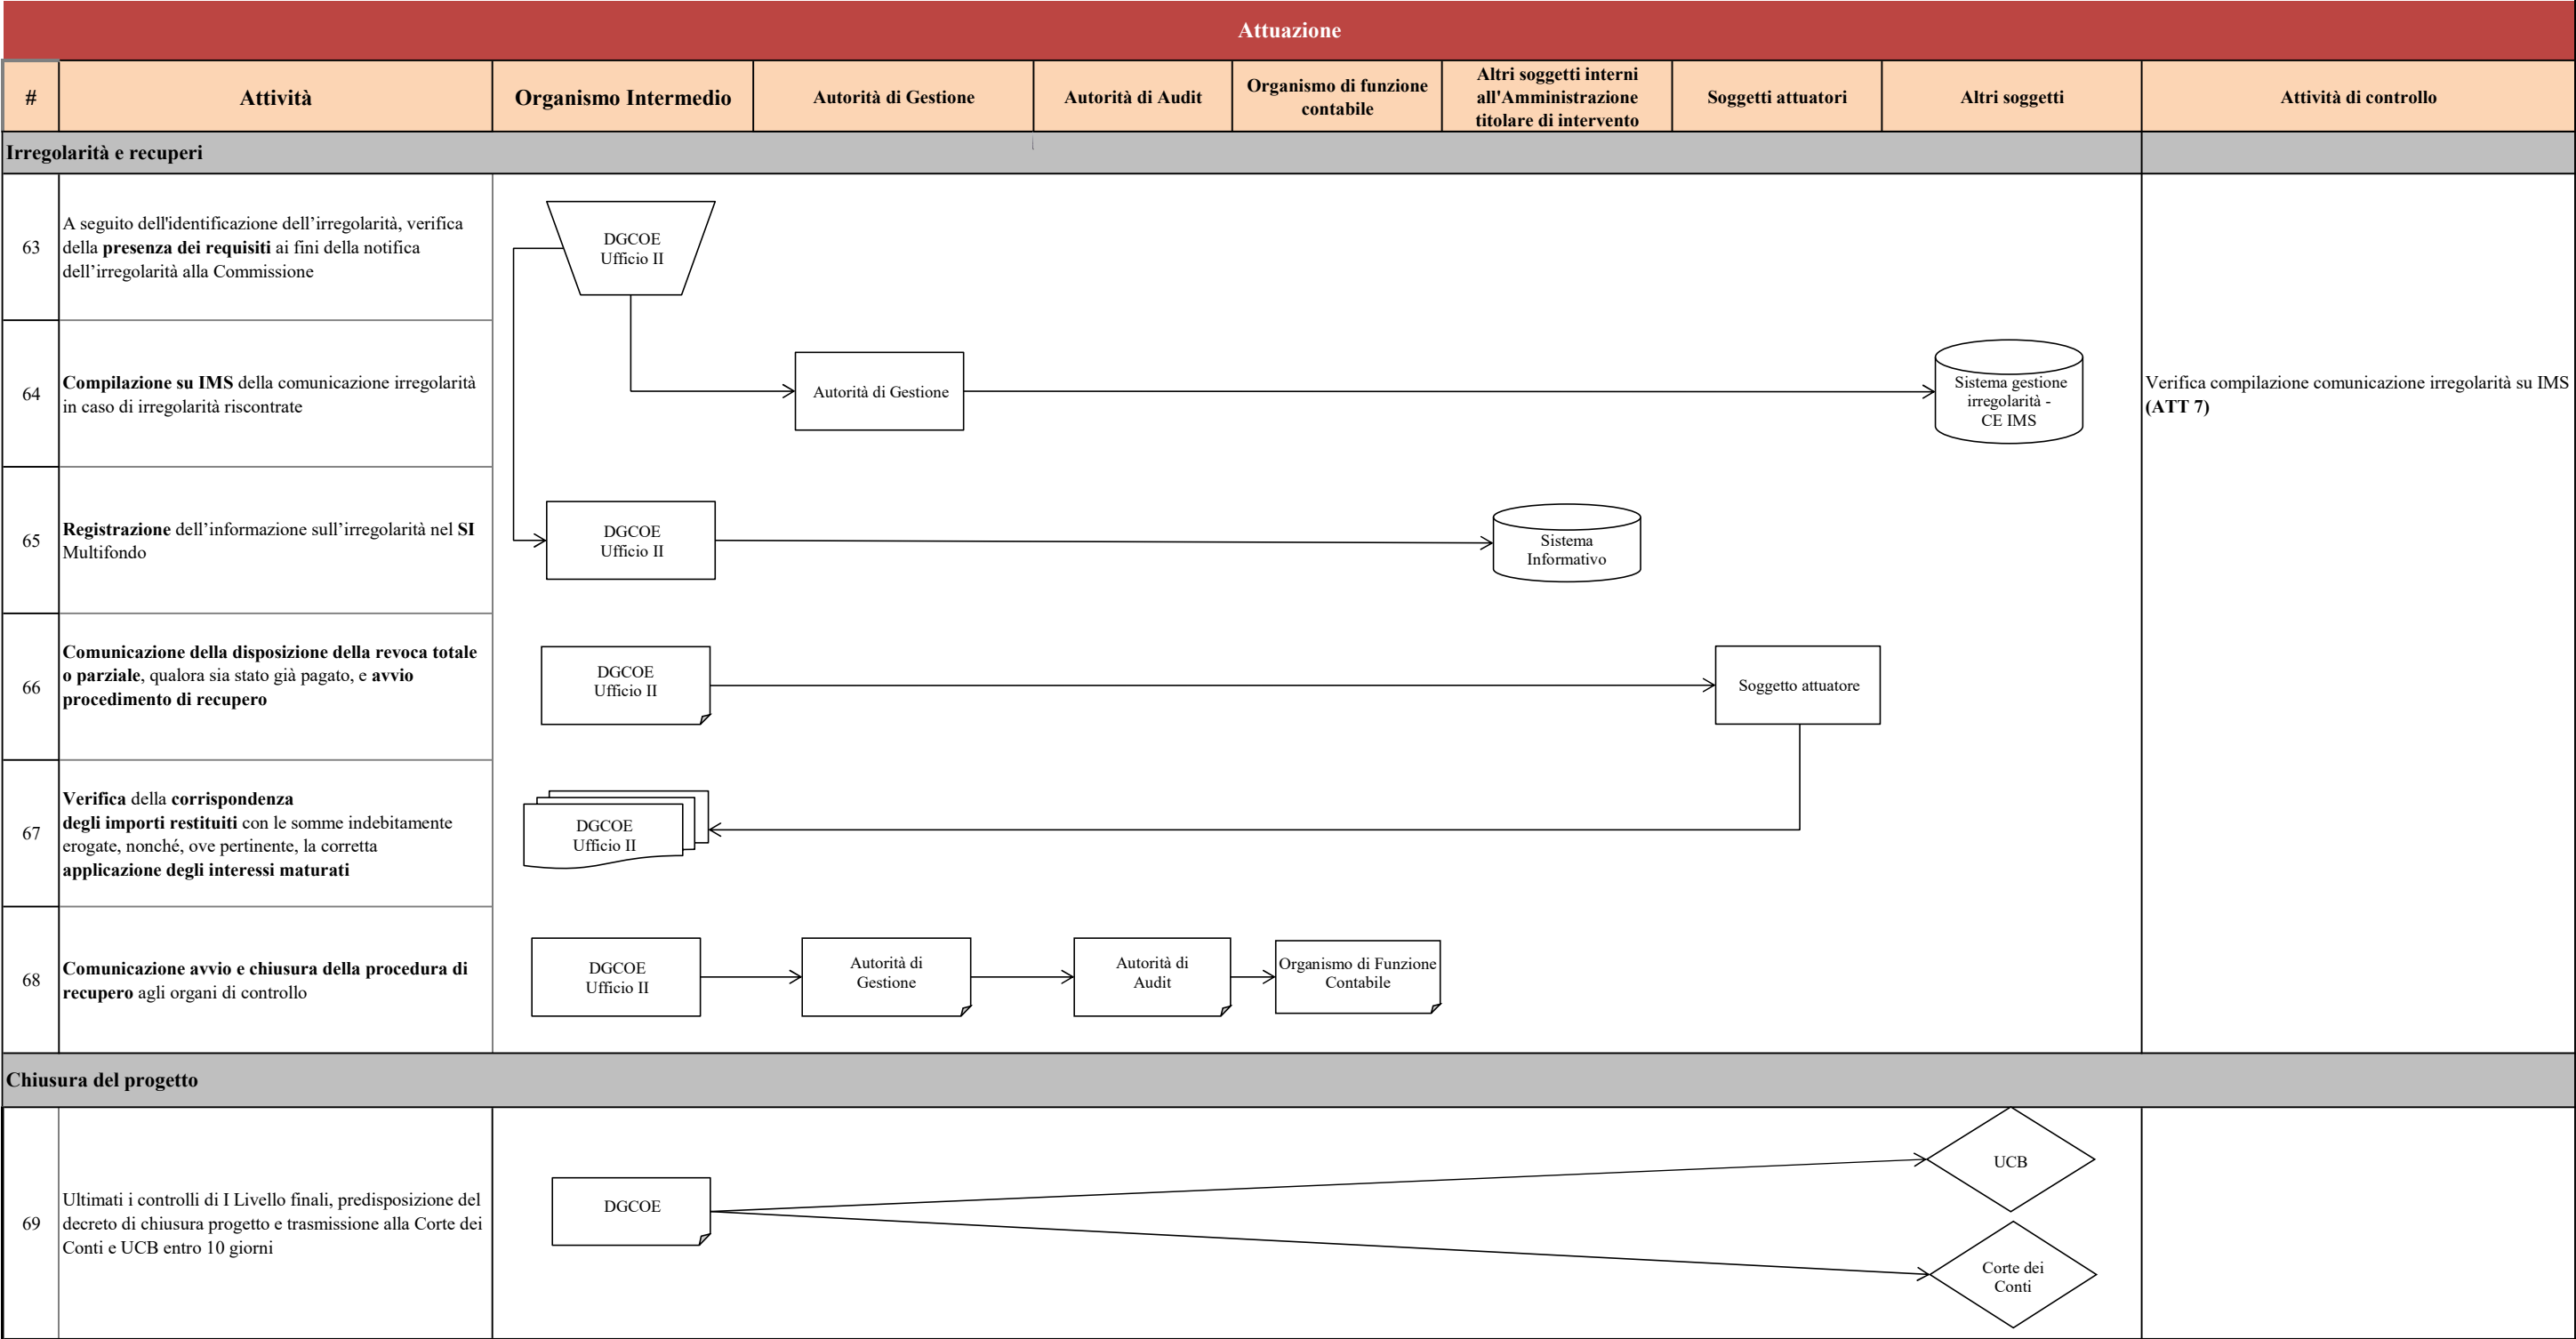 Attuazione
#
Attività
Organismo Intermedio
Autorità di Gestione
Autorità di Audit
Organismo di funzione
contabile
Altri soggetti interni
all'Amministrazione
titolare di intervento
Soggetti attuatori
Altri soggetti
Attività di controllo
Irregolarità e recuperi
63
A seguito dell'identificazione dell’irregolarità, verifica
della presenza dei requisiti ai fini della notifica
dell’irregolarità alla Commissione
DGCOE
Ufficio II
64
Compilazione su IMS della comunicazione irregolarità
in caso di irregolarità riscontrate
Autorità di Gestione
Sistema gestione
irregolarità -
CE IMS
Verifica compilazione comunicazione irregolarità su IMS
(ATT 7)
65
Registrazione dell’informazione sull’irregolarità nel SI
Multifondo
DGCOE
Ufficio II
Sistema
Informativo
66
Comunicazione della disposizione della revoca totale
o parziale, qualora sia stato già pagato, e avvio
procedimento di recupero
DGCOE
Ufficio II
Soggetto attuatore
67
Verifica della corrispondenza
degli importi restituiti con le somme indebitamente
erogate, nonché, ove pertinente, la corretta
applicazione degli interessi maturati
DGCOE
Ufficio II
68
Comunicazione avvio e chiusura della procedura di
recupero agli organi di controllo
DGCOE
Ufficio II
Autorità di
Gestione
Autorità di
Audit
Organismo di Funzione
Contabile
Chiusura del progetto
69
Ultimati i controlli di I Livello finali, predisposizione del
decreto di chiusura progetto e trasmissione alla Corte dei
Conti e UCB entro 10 giorni
DGCOE
UCB
Corte dei
Conti